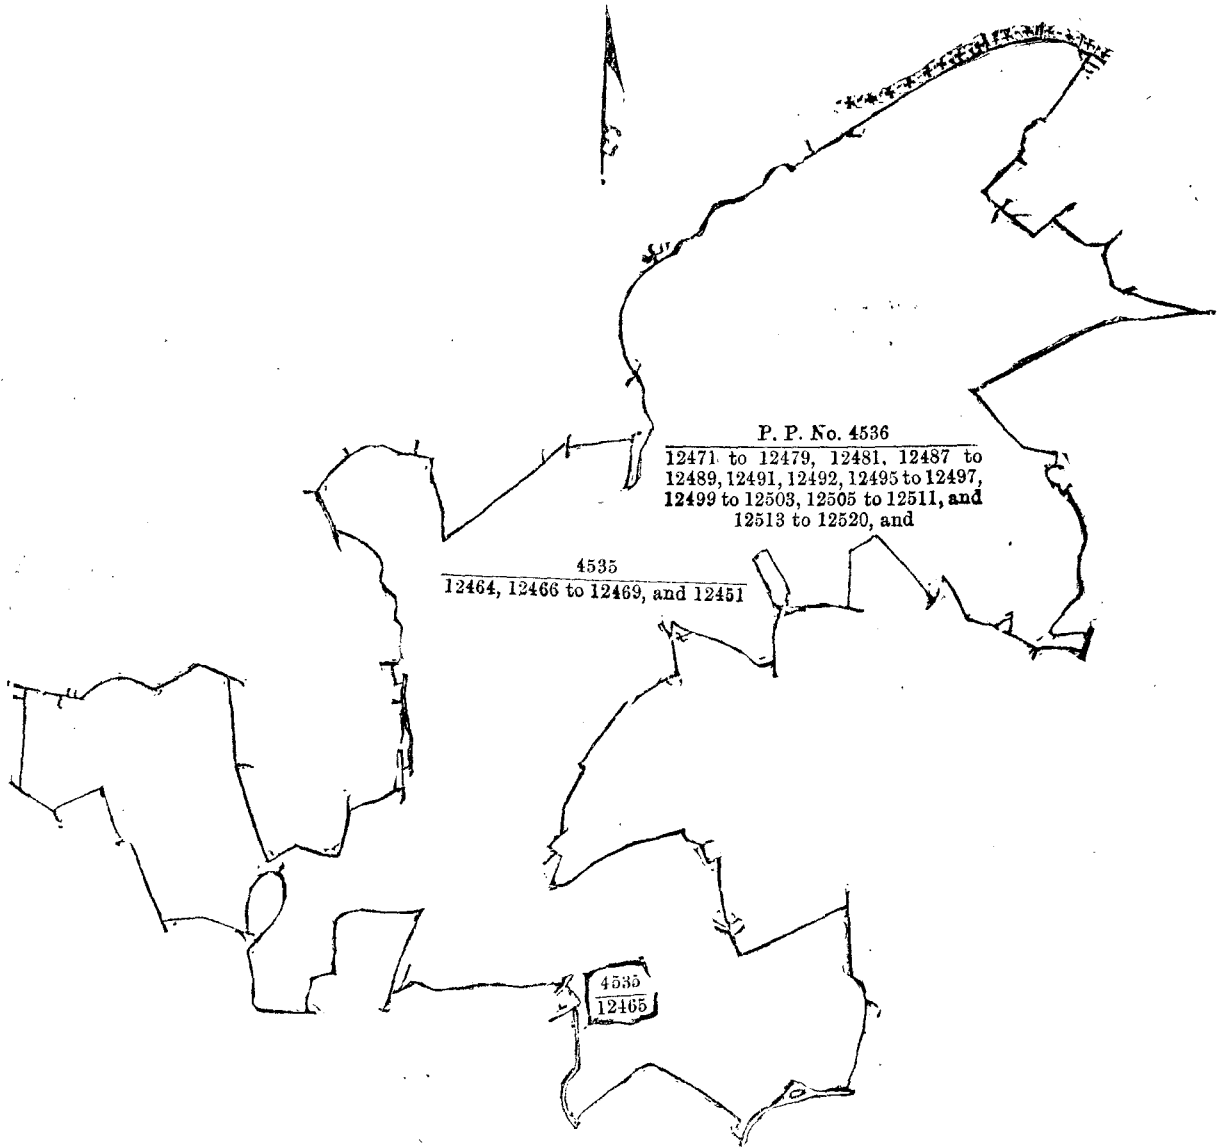 P. P. No. 4536
12471 to 12479, 12481, 12487 to
12489, 12491, 12492, 12495 to 12497,
12499 to 12503, 12505 to 12511, and
12513 to 12520, and
4535
12464, 12466 to 12469, and 12451
4535
12465